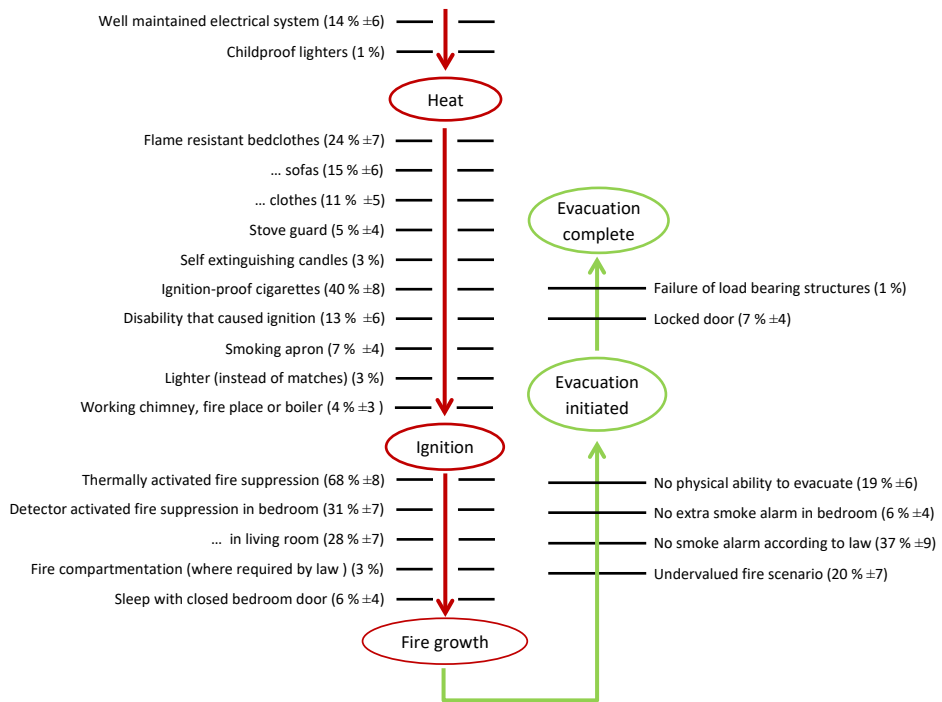 Well maintained electrical system (14 % ±6)
Childproof lighters (1 %)
Heat
Flame resistant bedclothes (24 % ±7)
... sofas (15 % ±6)
... clothes (11 % ±5)
Stove guard (5 % ±4)
Self extinguishing candles (3 %)
Ignition-proof cigarettes (40 % ±8)
Disability that caused ignition (13 % ±6)
Smoking apron (7 % ±4)
Lighter (instead of matches) (3 %)
Working chimney, fire place or boiler (4 % ±3 )
Ignition
Thermally activated fire suppression (68 % ±8)
Detector activated fire suppression in bedroom (31 % ±7)
... in living room (28 % ±7)
Fire compartmentation (where required by law ) (3 %)
Sleep with closed bedroom door (6 % ±4)
Fire growth
Evacuation
complete
Failure of load bearing structures (1 %)
Locked door (7 % ±4)
Evacuation
initiated
No physical ability to evacuate (19 % ±6)
No extra smoke alarm in bedroom (6 % ±4)
No smoke alarm according to law (37 % ±9)
Undervalued fire scenario (20 % ±7)